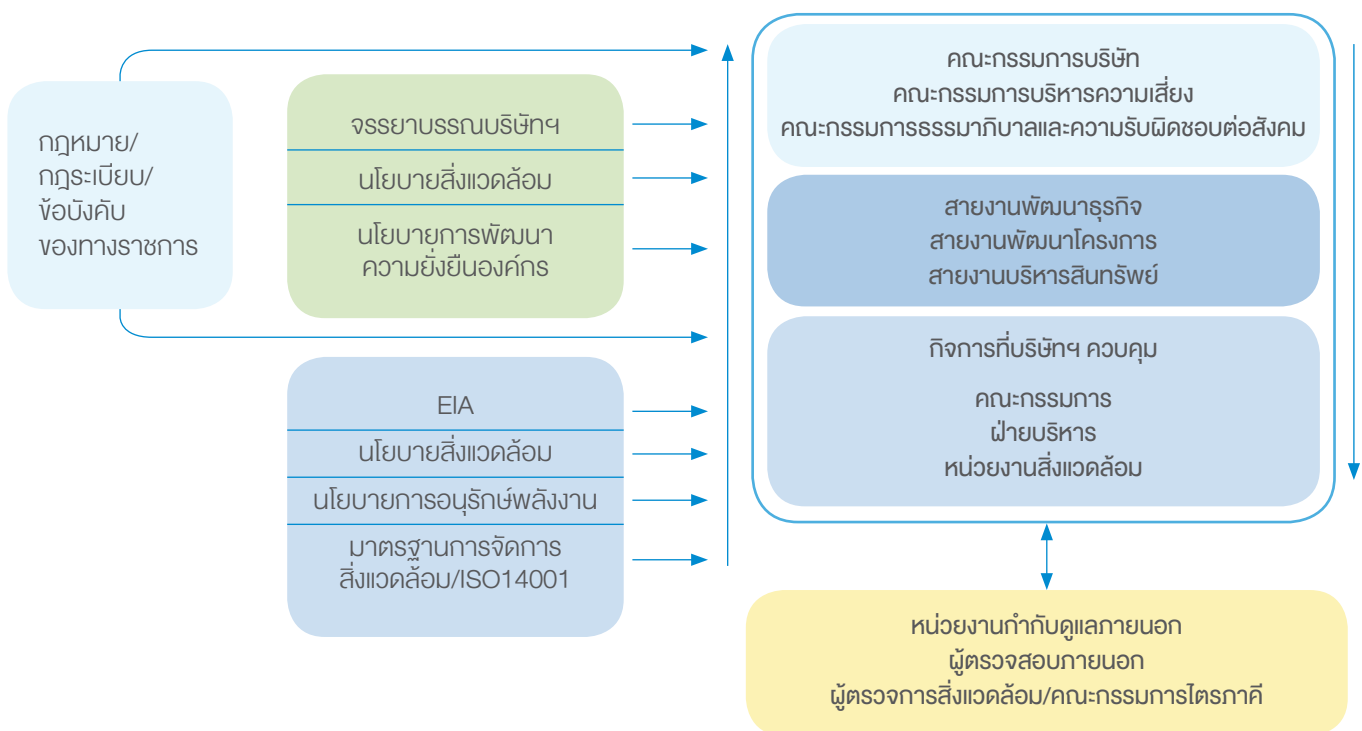 กฎหมาย/
กฎระเบียบ/
ข้อบังคับ
ของทางราชการ
จรรยาบรรณบริษัทฯ
นโยบายสิ่งแวดล้อม
นโยบายการพัฒนา
ความยั่งยืนองค์กร
EIA
นโยบายสิ่งแวดล้อม
นโยบายการอนุรักษ์พลังงาน
มาตรฐานการจัดการ
สิ่งแวดล้อม/ISO14001
คณะกรรมการบริษัท
คณะกรรมการบริหารความเสี่ยง
คณะกรรมการธรรมาภิบาลและความรับผิดชอบต่อสังคม
สายงานพัฒนาธุรกิจ
สายงานพัฒนาโครงการ
สายงานบริหารสินทรัพย์
กิจการที่บริษัทฯ ควบคุม
คณะกรรมการ
ฝ่ายบริหาร
หน่วยงานสิ่งแวดล้อม
หน่วยงานกำกับดูแลภายนอก
ผู้ตรวจสอบภายนอก
ผู้ตรวจการสิ่งแวดล้อม/คณะกรรมการไตรภาคี